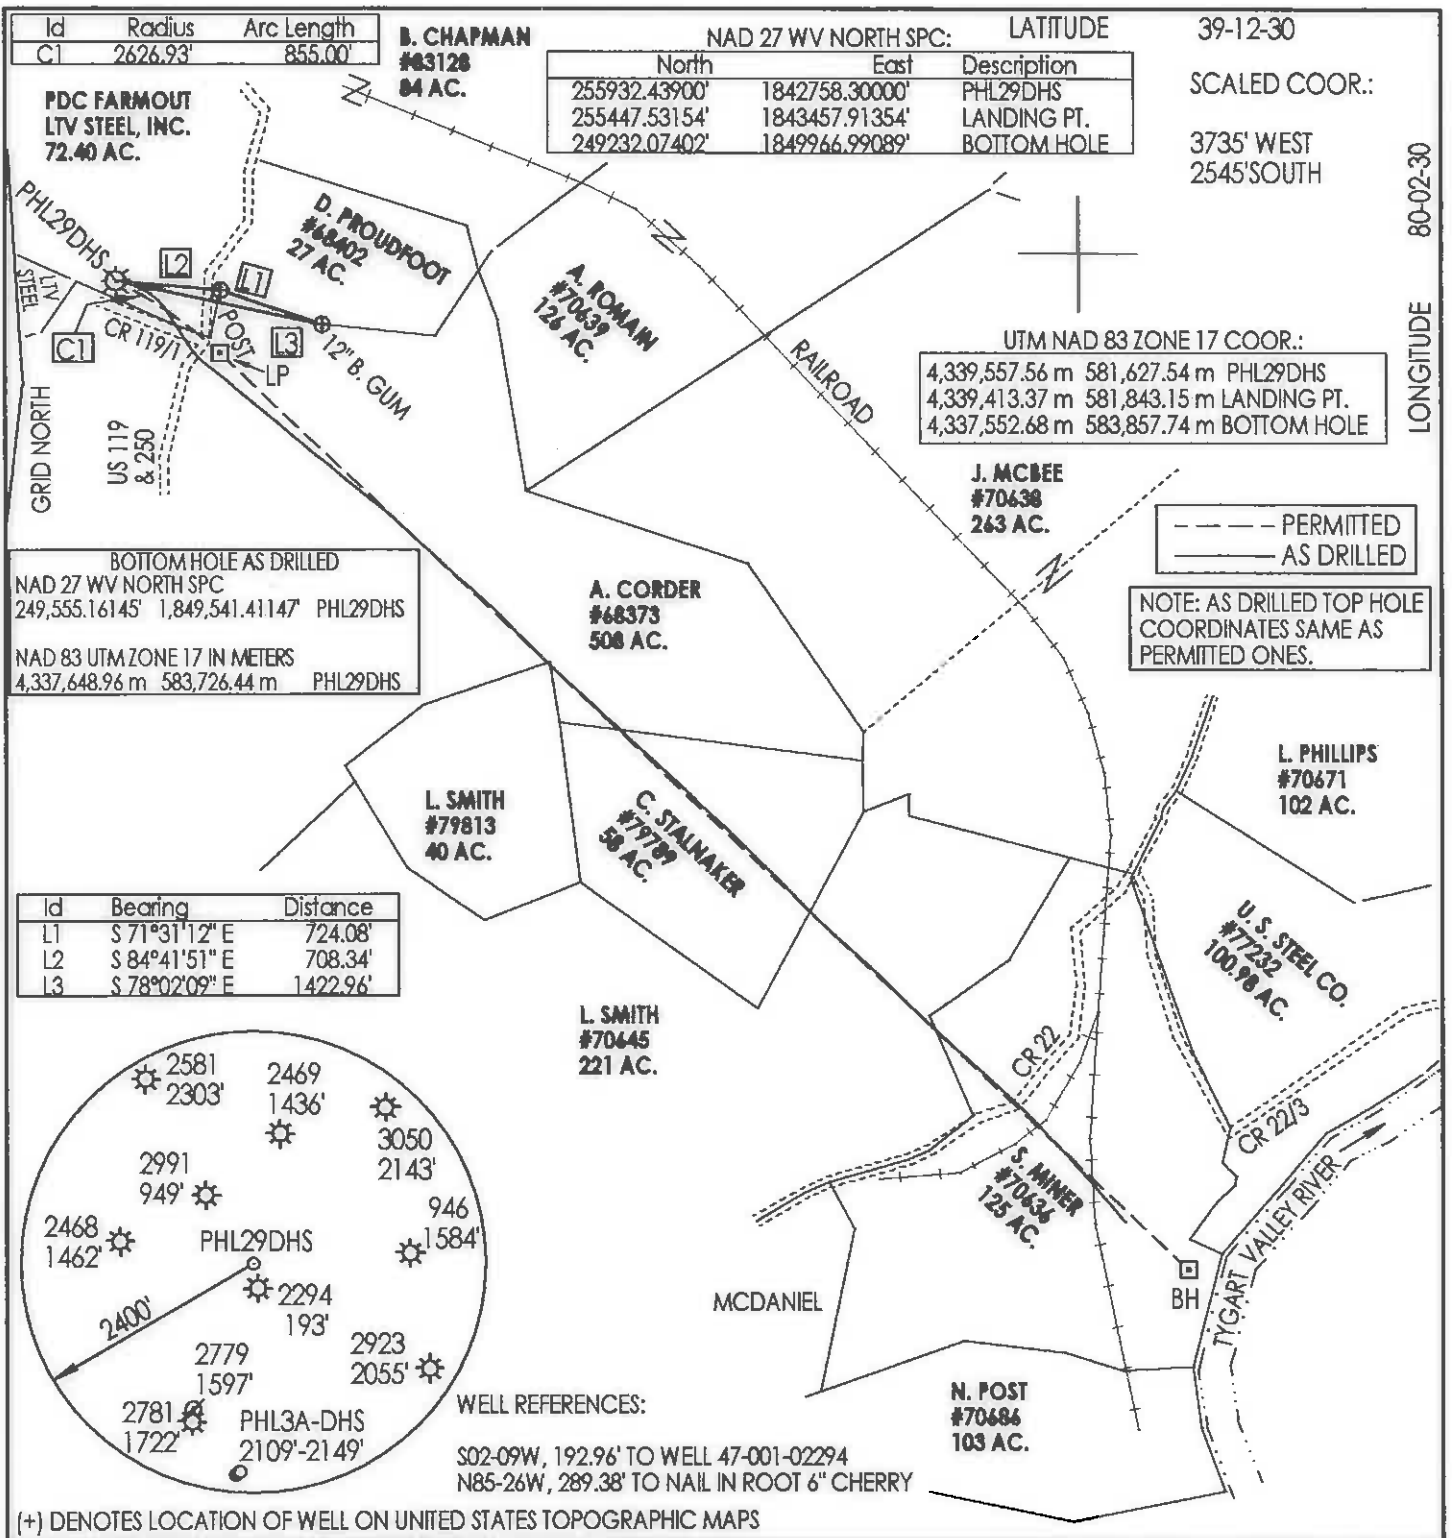 Id Radius Arc Length
C1 2626.93' 855.00'
B. CHAPMAN
#83128
84 AC.
NAD 27 WV NORTH SPC:
North East Description
255932.43900' 1842758.30000' PHL29DHS
255447.53154' 1843457.91354' LANDING PT.
249232.07402' 1849966.99089' BOTTOM HOLE
LATITUDE 39-12-30
SCALED COOR.:
3735' WEST
2545'SOUTH
LONGITUDE 80-02-30
PDC FARMOUT
LTV STEEL, INC.
72.40 AC.
PHL29DHS
L2
L1
L3
C1
LTV
STEEL
CR 119/1
POST
LP
12" B. GUM
US 119
& 250
GRID NORTH
D. PROUDFOOT
#68402
27 AC.
A. ROMAIN
#70639
126 AC.
RAILROAD
UTM NAD 83 ZONE 17 COOR.:
4,339,557.56 m 581,627.54 m PHL29DHS
4,339,413.37 m 581,843.15 m LANDING PT.
4,337,552.68 m 583,857.74 m BOTTOM HOLE
J. MCBEE
#70638
263 AC.
PERMITTED
AS DRILLED
NOTE: AS DRILLED TOP HOLE
COORDINATES SAME AS
PERMITTED ONES.
BOTTOM HOLE AS DRILLED
NAD 27 WV NORTH SPC
249,555.16145' 1,849,541.41147' PHL29DHS
NAD 83 UTM ZONE 17 IN METERS
4,337,648.96 m 583,726.44 m PHL29DHS
A. CORDER
#68373
508 AC.
L. SMITH
#79813
40 AC.
C. STALNAKER
#79789
58 AC.
L. PHILLIPS
#70671
102 AC.
U. S. STEEL CO.
#77232
100.98 AC.
Id Bearing Distance
L1 S 71°31'12" E 724.08'
L2 S 84°41'51" E 708.34'
L3 S 78°02'09" E 1422.96'
L. SMITH
#70645
221 AC.
CR 22
CR 22/3
TYGART VALLEY RIVER
S. MINER
#70636
125 AC.
BH
MCDANIEL
N. POST
#70686
103 AC.
2581
2303'
2469
1436'
3050
2143'
2991
949'
946
1584'
2468
1462'
PHL29DHS
2294
193'
2400'
2779
1597'
2923
2055'
2781
1722'
PHL3A-DHS
2109'-2149'
WELL REFERENCES:
S02-09W, 192.96' TO WELL 47-001-02294
N85-26W, 289.38' TO NAIL IN ROOT 6" CHERRY
(+) DENOTES LOCATION OF WELL ON UNITED STATES TOPOGRAPHIC MAPS